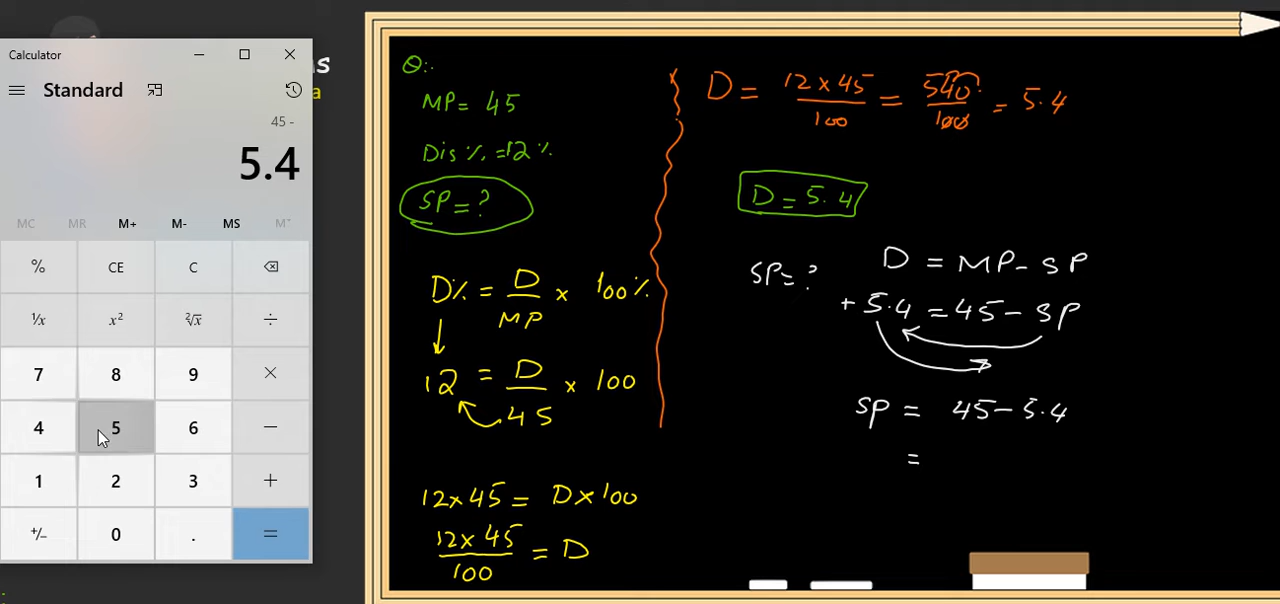 Calculator
Standard
45 -
5.4
MC MR M+ M- MS M˅
% CE C
⅟x x² ²√x ÷
7 8 9 ×
4 5 6 −
1 2 3 +
+/− 0 . =
as
a
Q:-
MP = 45
Dis % = 12 %
SP = ?
D% = D/MP × 100%
12 = D/45 × 100
12 × 45 = D × 100
12 × 45/100 = D
D = 12 × 45/100 = 540/100 = 5.4
D = 5.4
SP = ?
D = MP - SP
+ 5.4 = 45 - SP
SP = 45 - 5.4
=